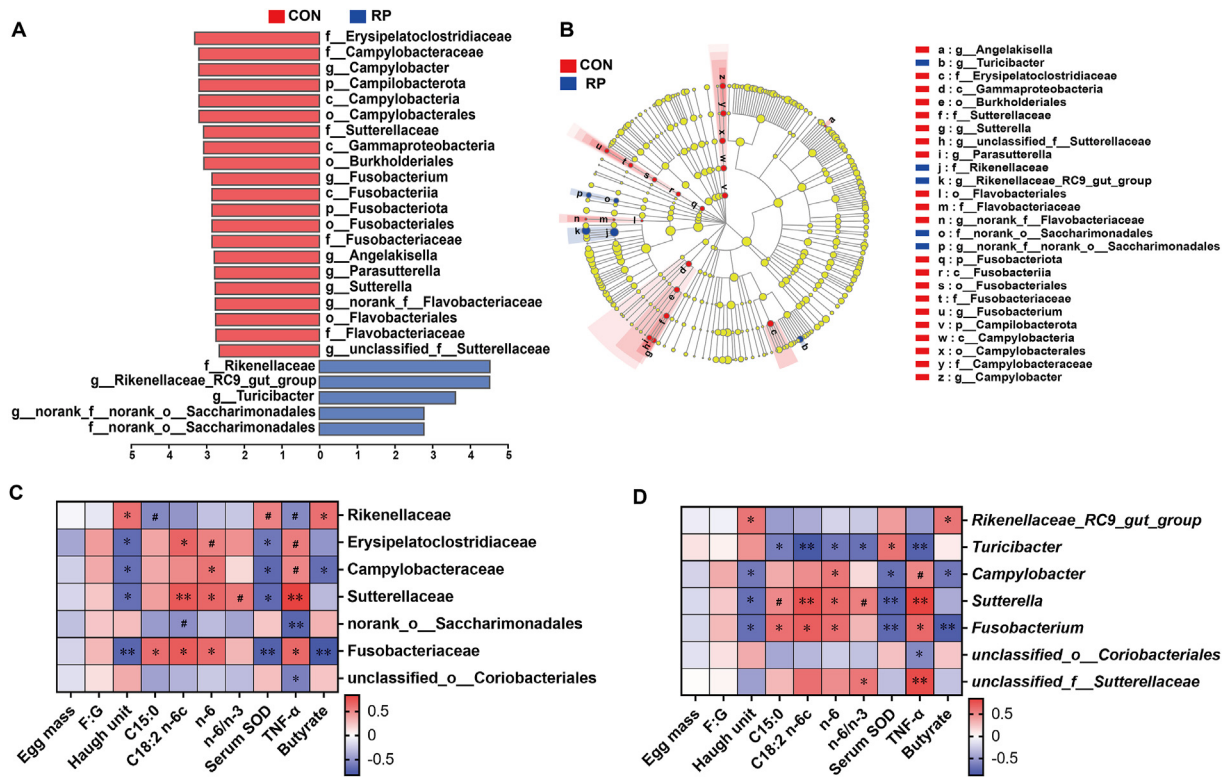 A
CON
RP
f__Erysipelatoclostridiaceae
f__Campylobacteraceae
g__Campylobacter
p__Campilobacterota
c__Campylobacteria
o__Campylobacterales
f__Sutterellaceae
c__Gammaproteobacteria
o__Burkholderiales
g__Fusobacterium
c__Fusobacteriia
p__Fusobacteriota
o__Fusobacteriales
f__Fusobacteriaceae
g__Angelakisella
g__Parasutterella
g__Sutterella
g__norank_f__Flavobacteriaceae
o__Flavobacteriales
f__Flavobacteriaceae
g__unclassified_f__Sutterellaceae
f__Rikenellaceae
g__Rikenellaceae_RC9_gut_group
g__Turicibacter
g__norank_f__norank_o__Saccharimonadales
f__norank_o__Saccharimonadales
5 4 3 2 1 0 1 2 3 4 5
B
CON
RP
z
y
x
w
v
a
u
t
s
r
q
p
o
n
m
l
k
j
d
e
f
g
c
b
a : g__Angelakisella
b : g__Turicibacter
c : f__Erysipelatoclostridiaceae
d : c__Gammaproteobacteria
e : o__Burkholderiales
f : f__Sutterellaceae
g : g__Sutterella
h : g__unclassified_f__Sutterellaceae
i : g__Parasutterella
j : f__Rikenellaceae
k : g__Rikenellaceae_RC9_gut_group
l : o__Flavobacteriales
m : f__Flavobacteriaceae
n : g__norank_f__Flavobacteriaceae
o : f__norank_o__Saccharimonadales
p : g__norank_f__norank_o__Saccharimonadales
q : p__Fusobacteriota
r : c__Fusobacteriia
s : o__Fusobacteriales
t : f__Fusobacteriaceae
u : g__Fusobacterium
v : p__Campilobacterota
w : c__Campylobacteria
x : o__Campylobacterales
y : f__Campylobacteraceae
z : g__Campylobacter
C
* # # # * Rikenellaceae
* * # * # Erysipelatoclostridiaceae
* * * # * Campylobacteraceae
* ** * # * ** Sutterellaceae
# ** norank_o__Saccharimonadales
** * * * ** * ** Fusobacteriaceae
* unclassified_o__Coriobacteriales
Egg mass
F:G
Haugh unit
C15:0
C18:2 n-6c
n-6
n-6/n-3
Serum SOD
TNF-α
Butyrate
0.5
0
-0.5
D
* * Rikenellaceae_RC9_gut_group
* ** * * * ** Turicibacter
* * * # * Campylobacter
* # ** * # ** ** Sutterella
* * * * ** * ** Fusobacterium
* unclassified_o__Coriobacteriales
* ** unclassified_f__Sutterellaceae
Egg mass
F:G
Haugh unit
C15:0
C18:2 n-6c
n-6
n-6/n-3
Serum SOD
TNF-α
Butyrate
0.5
0
-0.5